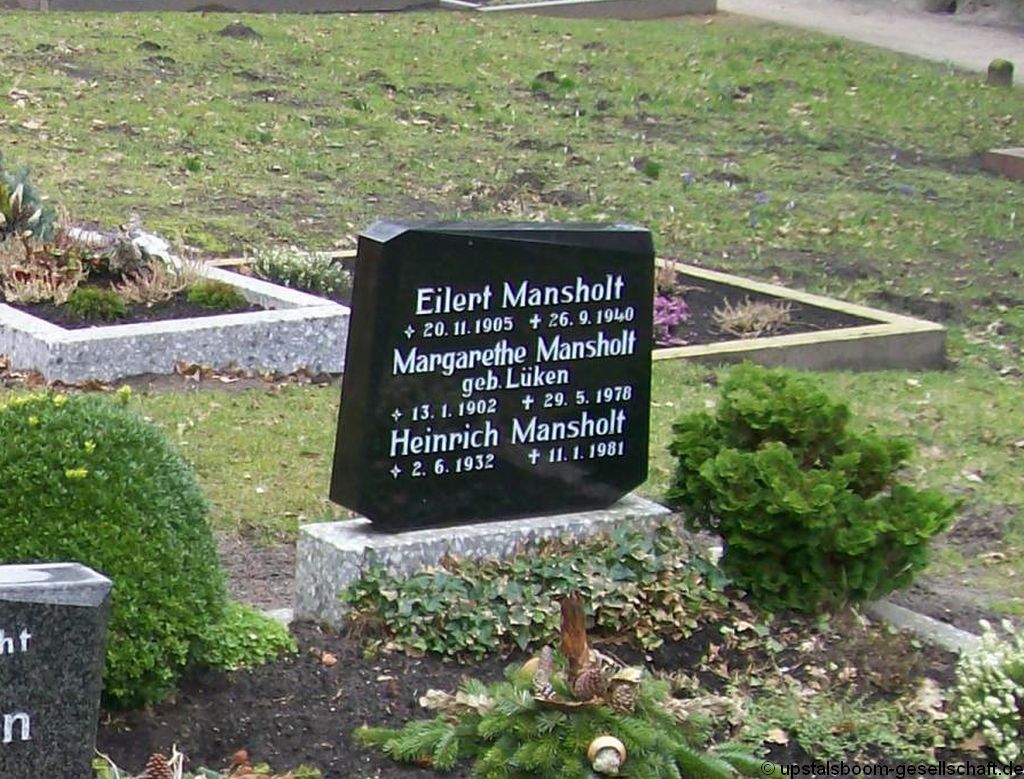 Eilert Mansholt
✧ 20.11.1905 ✝ 26.9.1940
Margarethe Mansholt
geb. Lüken
✧ 13.1.1902 ✝ 29.5.1978
Heinrich Mansholt
✧ 2.6.1932 ✝ 11.1.1981
ht
n
© upstalsboom-gesellschaft.de